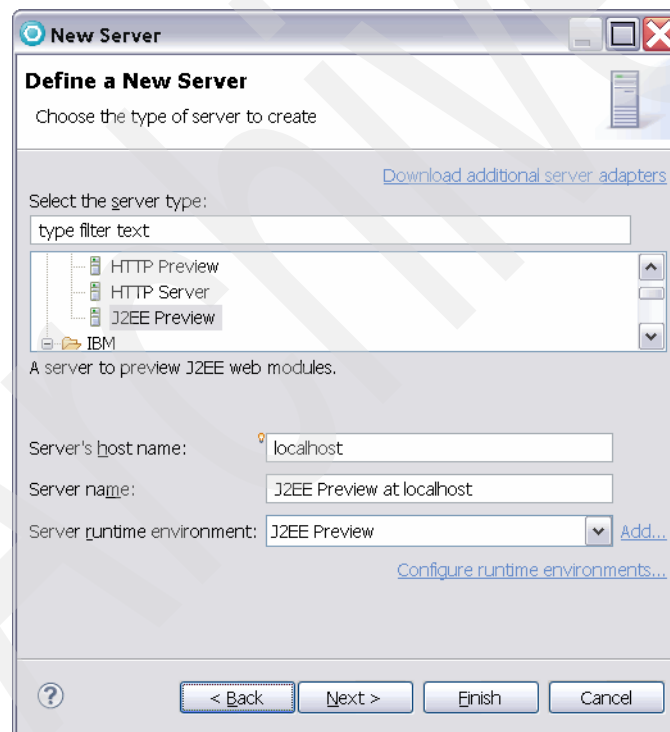 New Server
Define a New Server
Choose the type of server to create
Download additional server adapters
Select the server type:
type filter text
HTTP Preview
HTTP Server
J2EE Preview
IBM
A server to preview J2EE web modules.
Server's host name: localhost
Server name: J2EE Preview at localhost
Server runtime environment: J2EE Preview Add...
Configure runtime environments...
? < Back Next > Finish Cancel